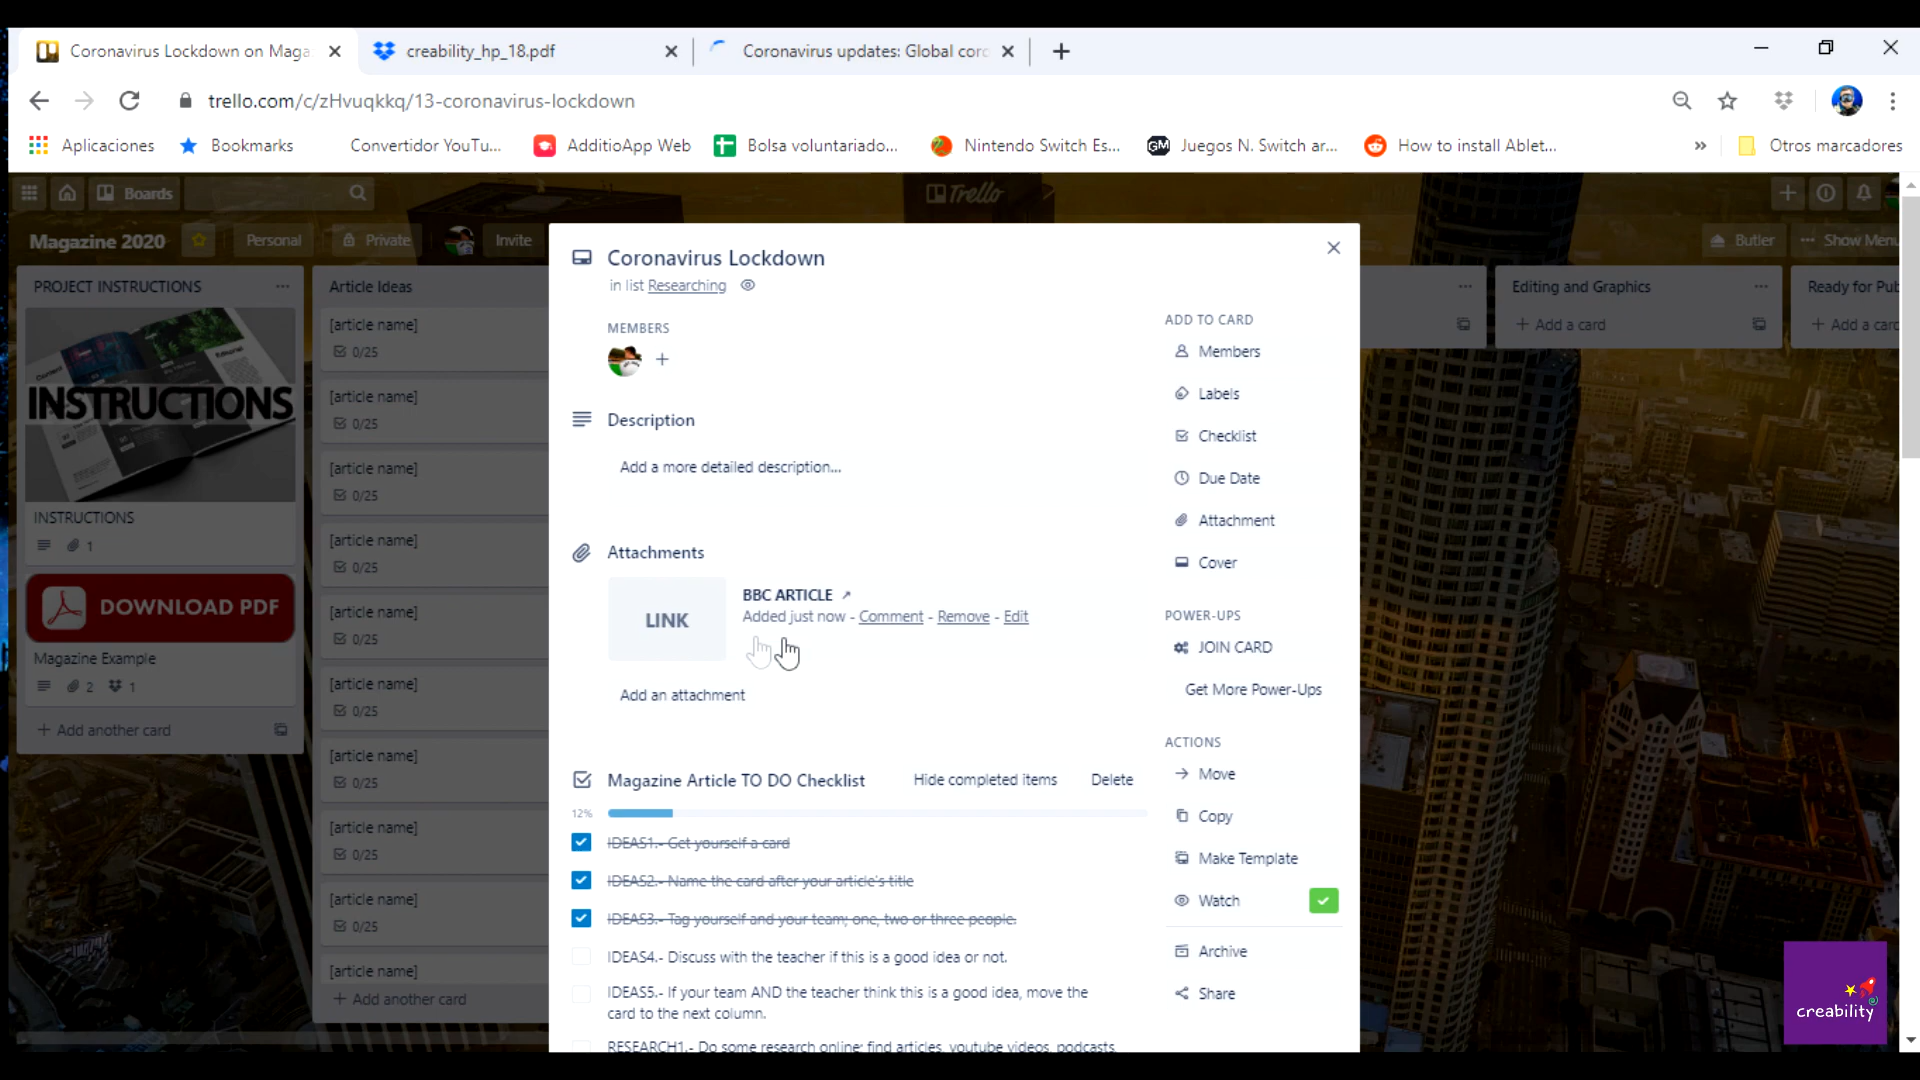 Coronavirus Lockdown on Maga
creability_hp_18.pdf
Coronavirus updates: Global coro
trello.com/c/zHvuqkkq/13-coronavirus-lockdown
Aplicaciones
Bookmarks
Convertidor YouTu...
AdditioApp Web
Bolsa voluntariado...
Nintendo Switch Es...
GM
Juegos N. Switch ar...
How to install Ablet...
»
Otros marcadores
Boards
Trello
Magazine 2020
Personal
Private
Invite
Butler
Show Menu
PROJECT INSTRUCTIONS
INSTRUCTIONS
INSTRUCTIONS
1
DOWNLOAD PDF
Magazine Example
2
1
+ Add another card
Article Ideas
[article name]
0/25
[article name]
0/25
[article name]
0/25
[article name]
0/25
[article name]
0/25
[article name]
0/25
[article name]
0/25
[article name]
0/25
[article name]
0/25
[article name]
+ Add another card
Coronavirus Lockdown
in list Researching
MEMBERS
Description
Add a more detailed description...
Attachments
LINK
BBC ARTICLE ↗
Added just now - Comment - Remove - Edit
Add an attachment
Magazine Article TO DO Checklist
Hide completed items
Delete
12%
IDEAS1.- Get yourself a card
IDEAS2.- Name the card after your article's title
IDEAS3.- Tag yourself and your team; one, two or three people.
IDEAS4.- Discuss with the teacher if this is a good idea or not.
IDEAS5.- If your team AND the teacher think this is a good idea, move the
card to the next column.
RESEARCH1.- Do some research online: find articles, youtube videos, podcasts
ADD TO CARD
Members
Labels
Checklist
Due Date
Attachment
Cover
POWER-UPS
JOIN CARD
Get More Power-Ups
ACTIONS
Move
Copy
Make Template
Watch
Archive
Share
Editing and Graphics
+ Add a card
Ready for Pub
+ Add a card
creability